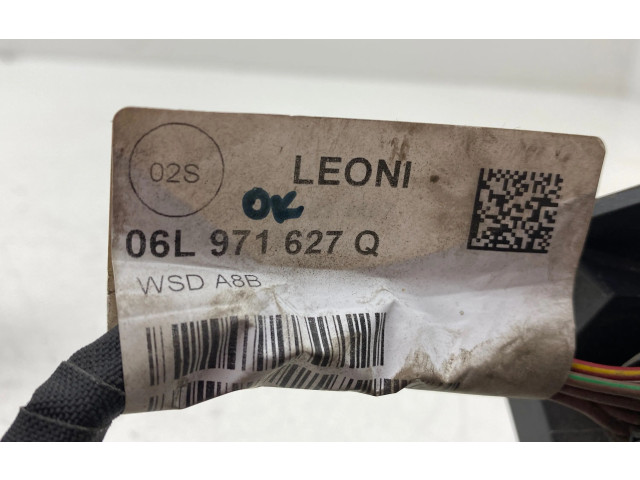 02S LEONI
OK
06L 971 627 Q
WSD A8B